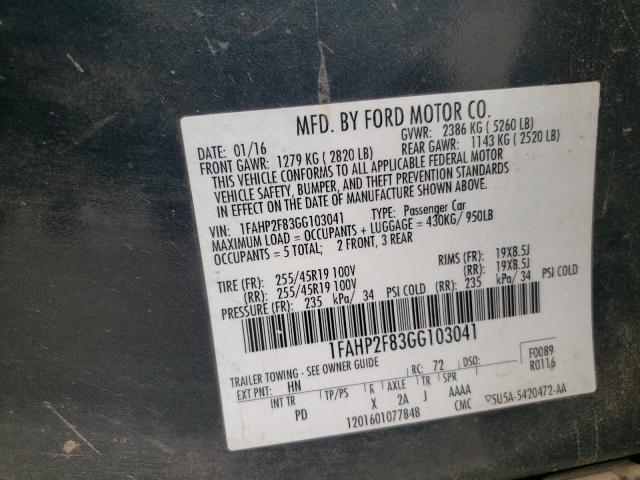 MFD. BY FORD MOTOR CO.
DATE: 01/16 GVWR: 2386 KG ( 5260 LB)
FRONT GAWR: 1279 KG ( 2820 LB) REAR GAWR: 1143 KG ( 2520 LB)
THIS VEHICLE CONFORMS TO ALL APPLICABLE FEDERAL MOTOR
VEHICLE SAFETY, BUMPER, AND THEFT PREVENTION STANDARDS
IN EFFECT ON THE DATE OF MANUFACTURE SHOWN ABOVE.
VIN: 1FAHP2F83GG103041 TYPE: Passenger Car
MAXIMUM LOAD = OCCUPANTS + LUGGAGE = 430KG/ 950LB
OCCUPANTS = 5 TOTAL; 2 FRONT, 3 REAR
TIRE (FR): 255/45R19 100V RIMS (FR): 19X8.5J
(RR): 255/45R19 100V (RR): 19X8.5J
PRESSURE (FR): 235 kPa/ 34 PSI COLD (RR): 235 kPa/ 34 PSI COLD
1FAHP2F83GG103041
TRAILER TOWING - SEE OWNER GUIDE F0089
EXT PNT: HN RC: 72 DSO: R0116
INT TR TP/PS R AXLE TR SPR
PD X 2A J AAAA
1201601077848 CMC ▽5U5A-5420472-AA